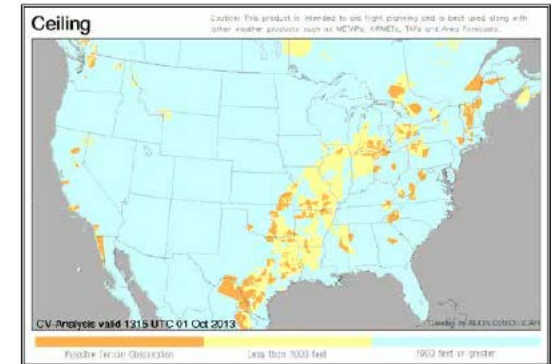 Ceiling
Caution: This product is intended to aid flight planning and is best used along with
other weather products such as METARs, AIRMETs, TAFs and Area Forecasts.
CV-Analysis valid 1315 UTC 01 Oct 2013
Possible Terrain Obscuration
Less than 1000 feet
1000 feet or greater